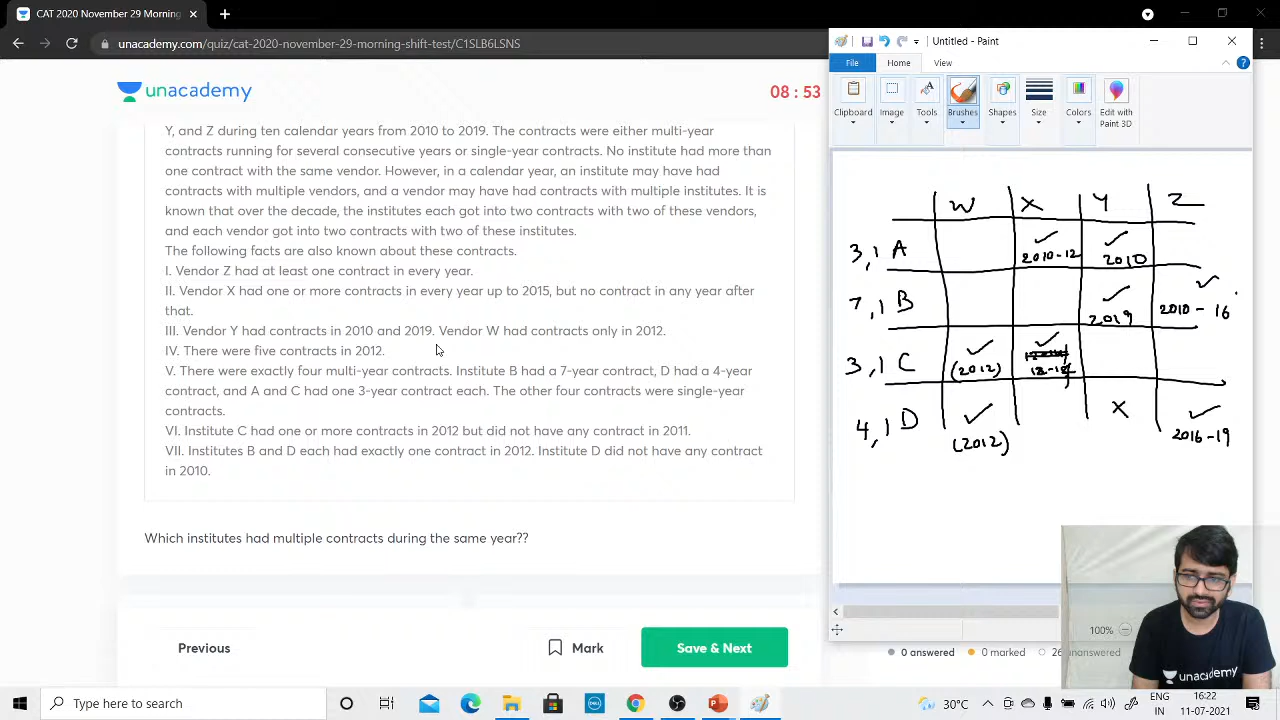 CAT 2020 November 29 Morning
unacademy.com/quiz/cat-2020-november-29-morning-shift-test/C1SLB6LSNS
unacademy
08 : 53
Y, and Z during ten calendar years from 2010 to 2019. The contracts were either multi-year
contracts running for several consecutive years or single-year contracts. No institute had more than
one contract with the same vendor. However, in a calendar year, an institute may have had
contracts with multiple vendors, and a vendor may have had contracts with multiple institutes. It is
known that over the decade, the institutes each got into two contracts with two of these vendors,
and each vendor got into two contracts with two of these institutes.
The following facts are also known about these contracts.
I. Vendor Z had at least one contract in every year.
II. Vendor X had one or more contracts in every year up to 2015, but no contract in any year after
that.
III. Vendor Y had contracts in 2010 and 2019. Vendor W had contracts only in 2012.
IV. There were five contracts in 2012.
V. There were exactly four multi-year contracts. Institute B had a 7-year contract, D had a 4-year
contract, and A and C had one 3-year contract each. The other four contracts were single-year
contracts.
VI. Institute C had one or more contracts in 2012 but did not have any contract in 2011.
VII. Institutes B and D each had exactly one contract in 2012. Institute D did not have any contract
in 2010.
Which institutes had multiple contracts during the same year??
Previous
Mark
Save & Next
Untitled - Paint
File
Home
View
Clipboard
Image
Tools
Brushes
Shapes
Size
Colors
Edit with
Paint 3D
W X Y Z
3,1 A 2010-12 2010
7,1 B 2019 2010-16
3,1 C (2012)
4,1 D X
(2012) 2016-19
100%
0 answered
0 marked
unanswered
unacademy
Type here to search
30°C
ENG
IN
16:22
11-07-2021